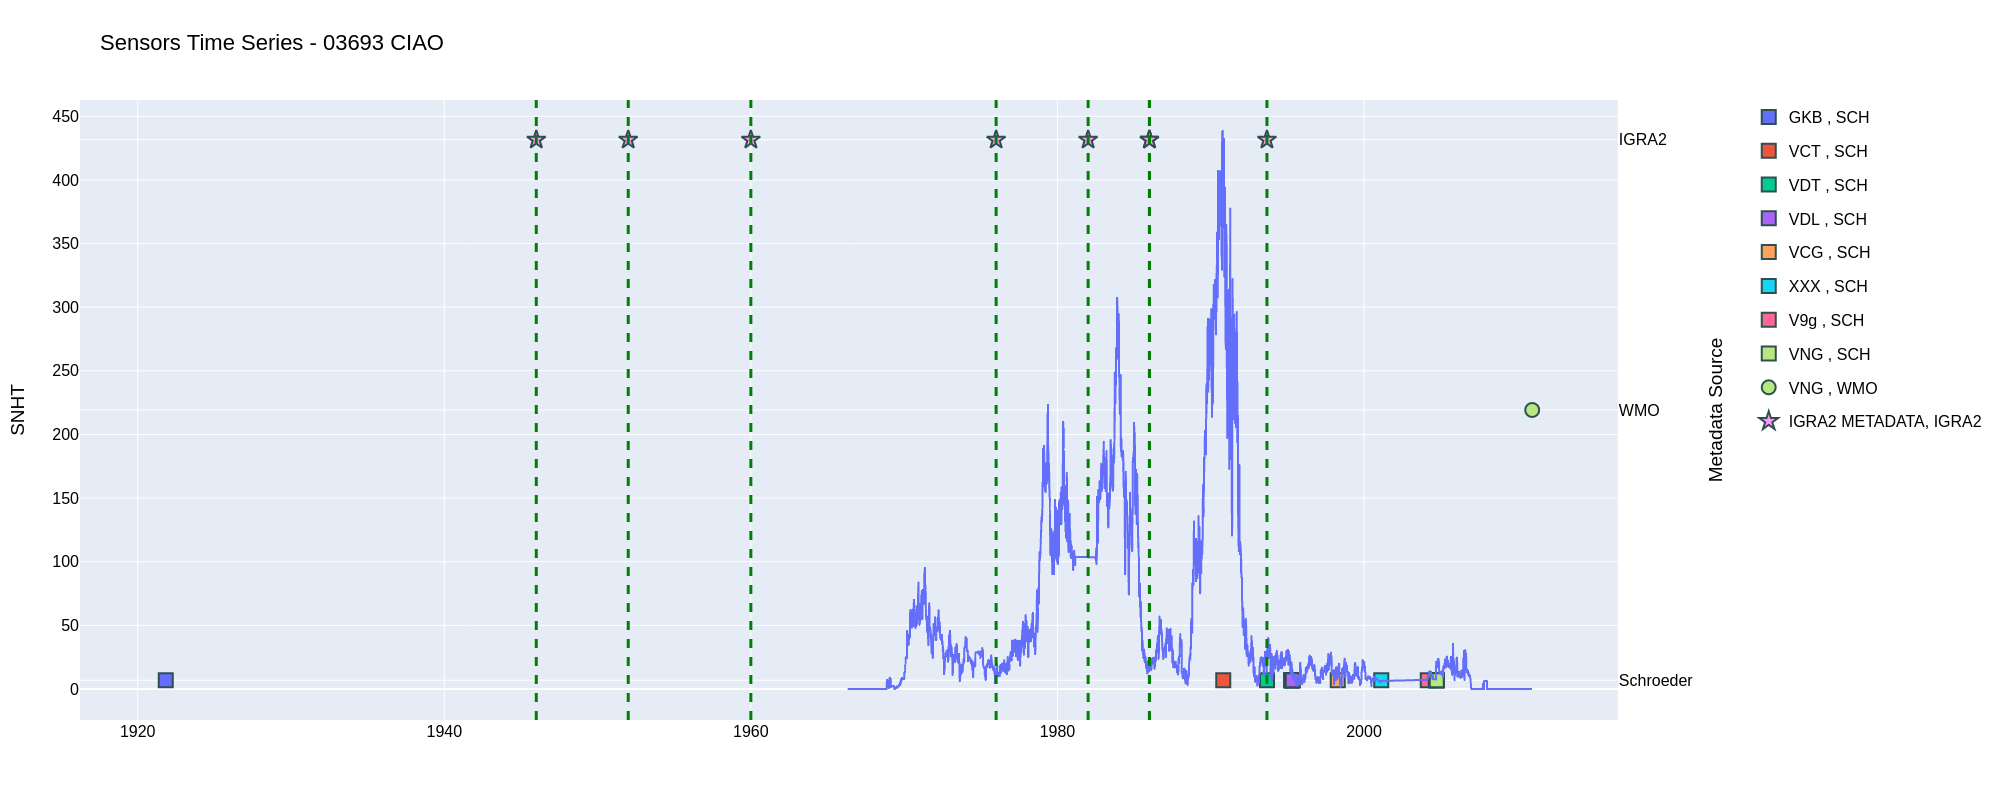 Sensors Time Series - 03693 CIAO
SNHT
450
400
350
300
250
200
150
100
50
0
1920
1940
1960
1980
2000
IGRA2
WMO
Schroeder
Metadata Source
GKB , SCH
VCT , SCH
VDT , SCH
VDL , SCH
VCG , SCH
XXX , SCH
V9g , SCH
VNG , SCH
VNG , WMO
IGRA2 METADATA, IGRA2